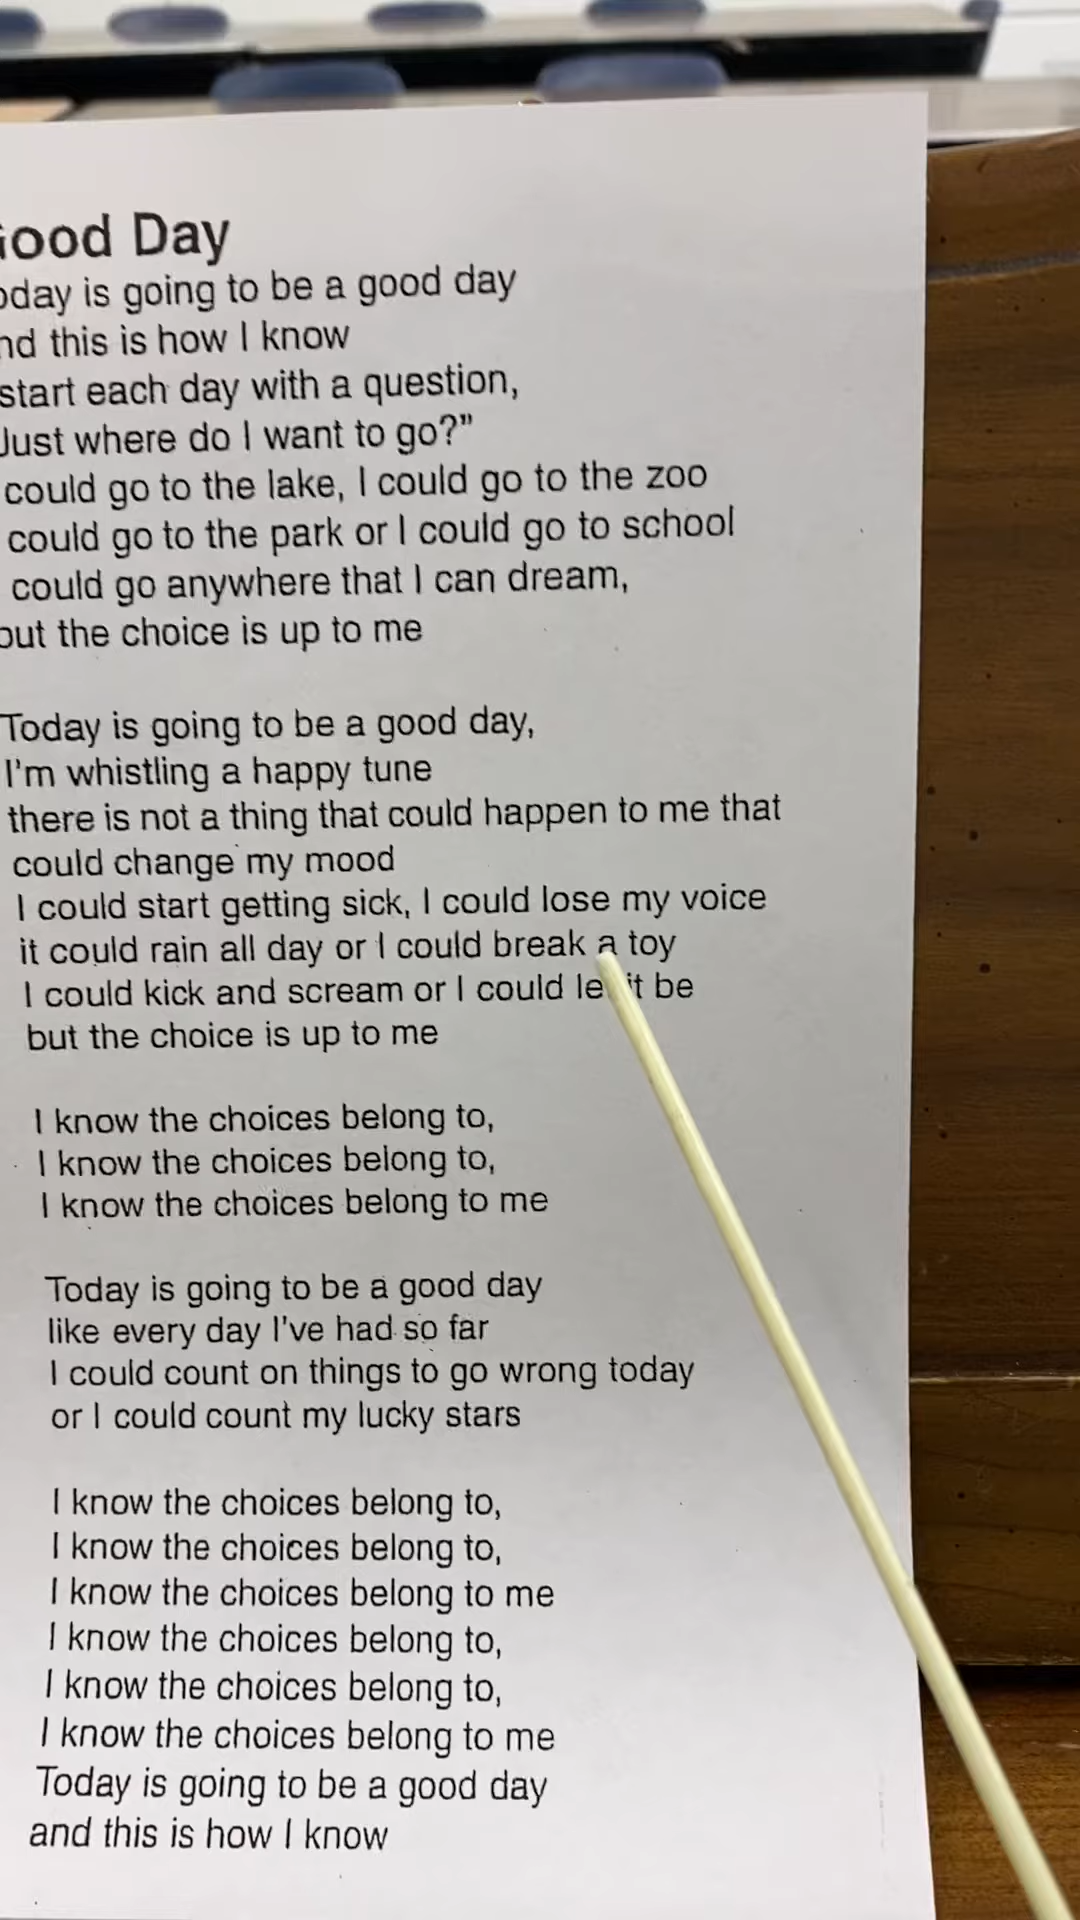 Good Day
oday is going to be a good day
nd this is how I know
start each day with a question,
Just where do I want to go?”
could go to the lake, I could go to the zoo
could go to the park or I could go to school
could go anywhere that I can dream,
but the choice is up to me
Today is going to be a good day,
I'm whistling a happy tune
there is not a thing that could happen to me that
could change my mood
I could start getting sick, I could lose my voice
it could rain all day or I could break a toy
I could kick and scream or I could let it be
but the choice is up to me
I know the choices belong to,
I know the choices belong to,
I know the choices belong to me
Today is going to be a good day
like every day I've had so far
I could count on things to go wrong today
or I could count my lucky stars
I know the choices belong to,
I know the choices belong to,
I know the choices belong to me
I know the choices belong to,
I know the choices belong to,
I know the choices belong to me
Today is going to be a good day
and this is how I know